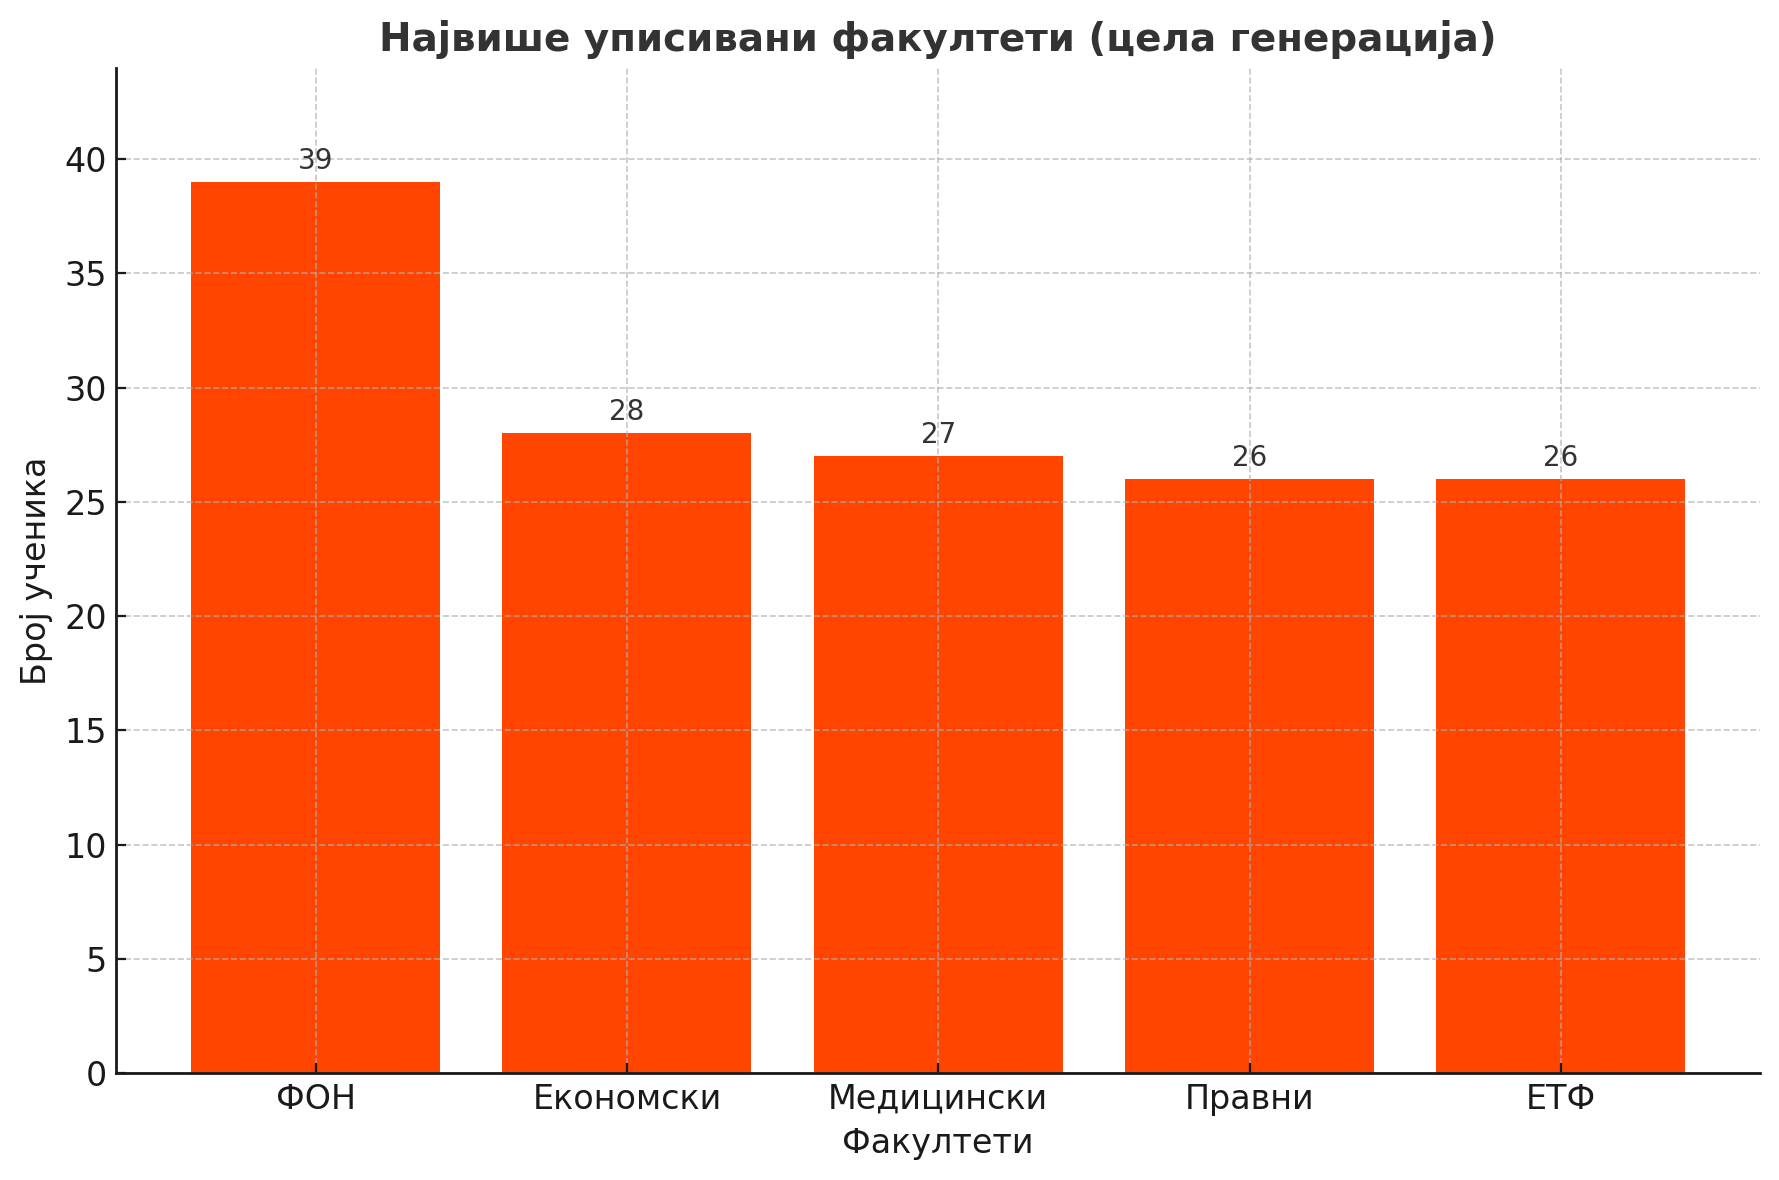 Највише уписивани факултети (цела генерација)
Број ученика
40
35
30
25
20
15
10
5
0
39
28
27
26
26
ФОН
Економски
Медицински
Правни
ЕТФ
Факултети